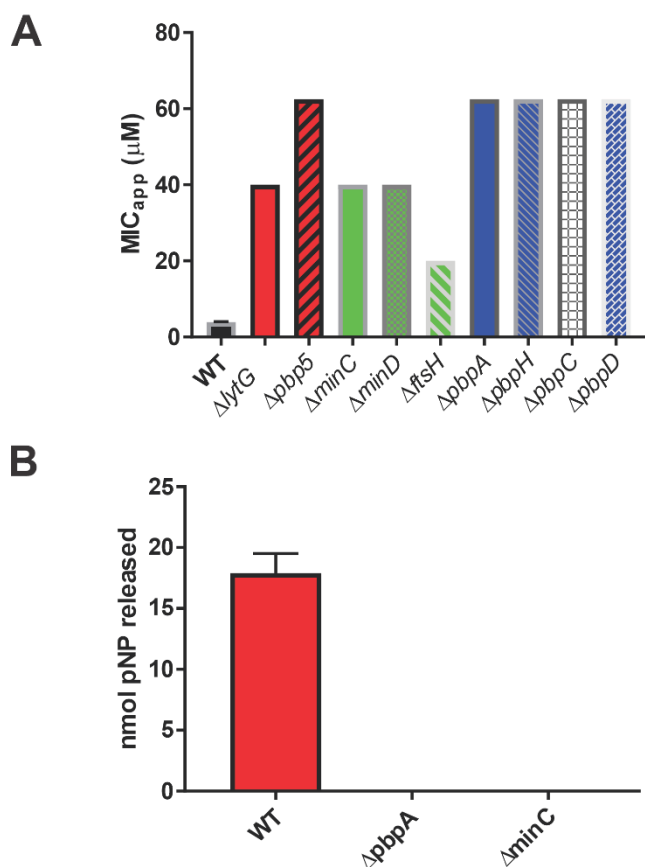 A
MIC_app (μM)
80
60
40
20
0
WT
ΔlytG
Δpbp5
ΔminC
ΔminD
ΔftsH
ΔpbpA
ΔpbpH
ΔpbpC
ΔpbpD
B
nmol pNP released
25
20
15
10
5
0
WT
ΔpbpA
ΔminC